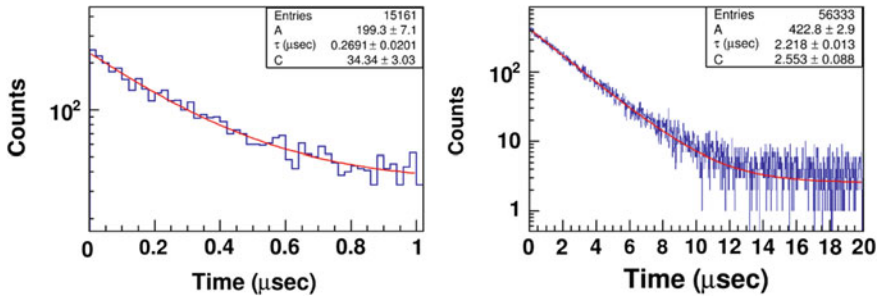 Entries 15161
A 199.3 ± 7.1
τ (μsec) 0.2691 ± 0.0201
C 34.34 ± 3.03
Counts
10²
0 0.2 0.4 0.6 0.8 1
Time (μsec)
Entries 56333
A 422.8 ± 2.9
τ (μsec) 2.218 ± 0.013
C 2.553 ± 0.088
Counts
10²
10
1
0 2 4 6 8 10 12 14 16 18 20
Time (μsec)